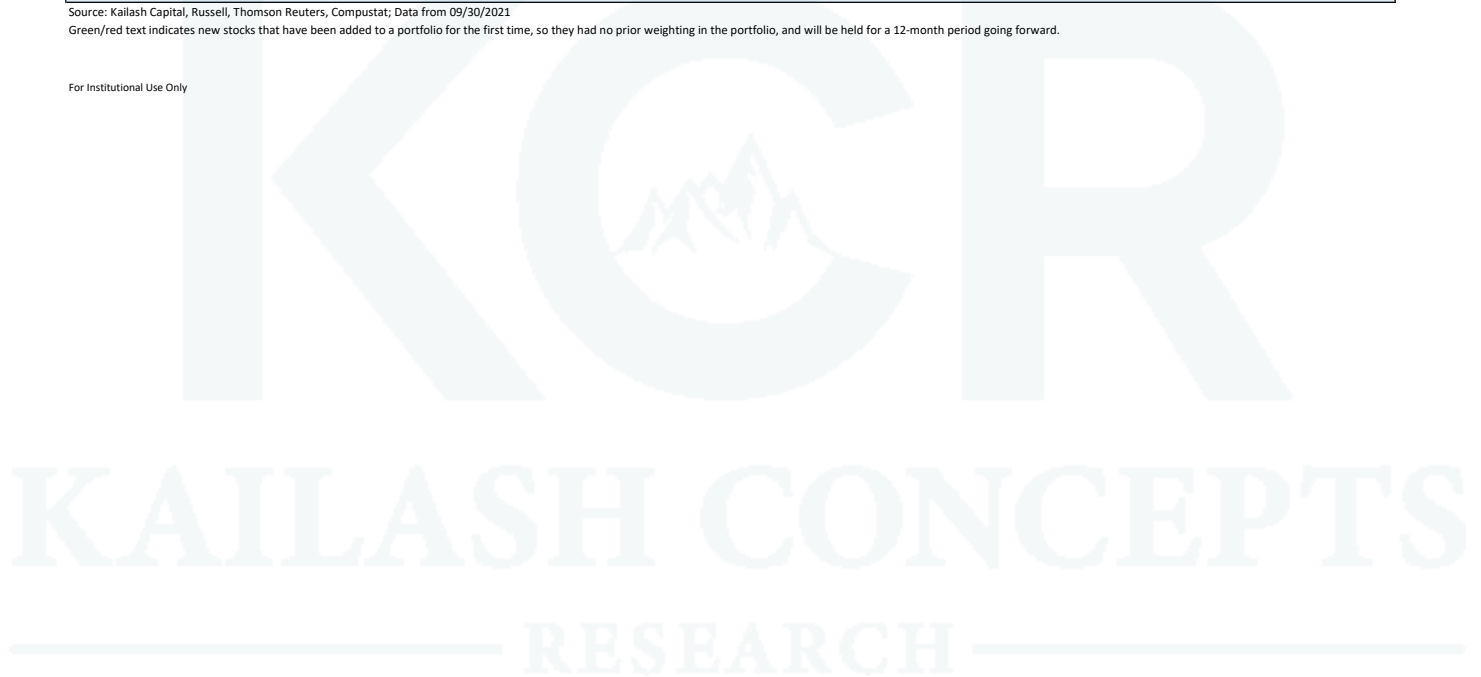 Source: Kailash Capital, Russell, Thomson Reuters, Compustat; Data from 09/30/2021
Green/red text indicates new stocks that have been added to a portfolio for the first time, so they had no prior weighting in the portfolio, and will be held for a 12-month period going forward.
For Institutional Use Only
KCR
KAILASH CONCEPTS
RESEARCH